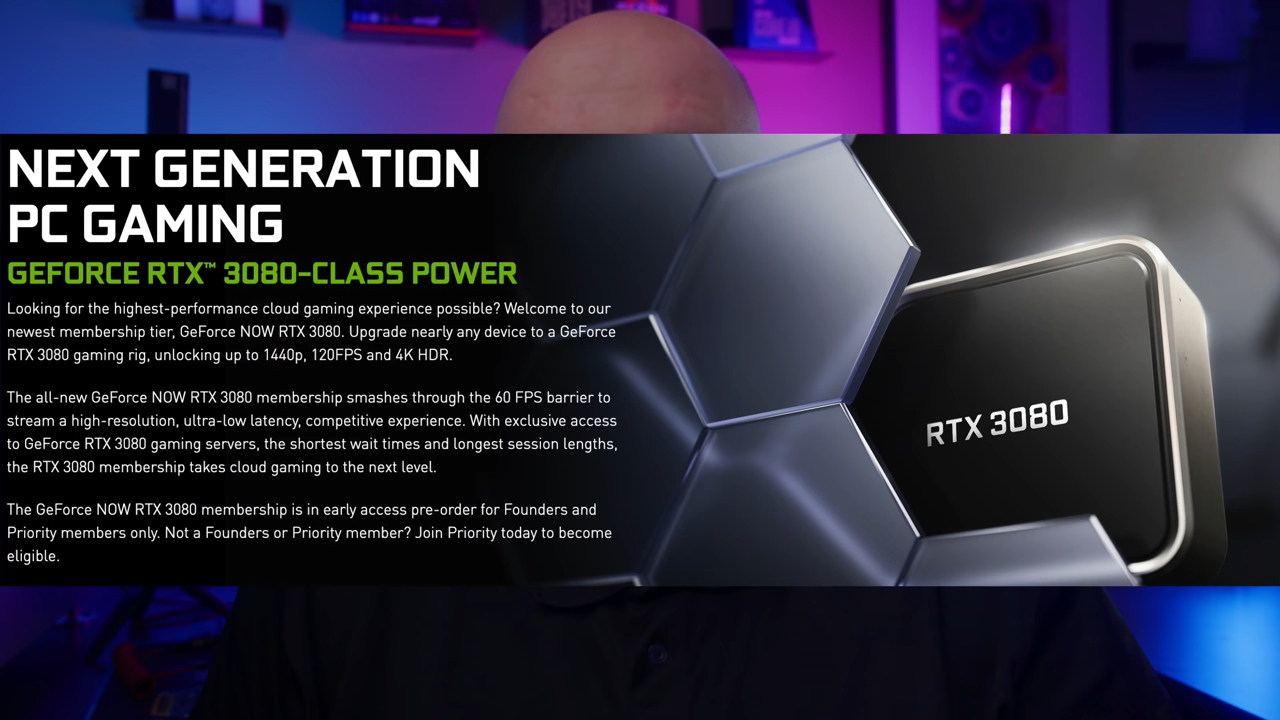 NEXT GENERATION
PC GAMING
GEFORCE RTX™ 3080-CLASS POWER
Looking for the highest-performance cloud gaming experience possible? Welcome to our
newest membership tier, GeForce NOW RTX 3080. Upgrade nearly any device to a GeForce
RTX 3080 gaming rig, unlocking up to 1440p, 120FPS and 4K HDR.
The all-new GeForce NOW RTX 3080 membership smashes through the 60 FPS barrier to
stream a high-resolution, ultra-low latency, competitive experience. With exclusive access
to GeForce RTX 3080 gaming servers, the shortest wait times and longest session lengths,
the RTX 3080 membership takes cloud gaming to the next level.
The GeForce NOW RTX 3080 membership is in early access pre-order for Founders and
Priority members only. Not a Founders or Priority member? Join Priority today to become
eligible.
RTX 3080